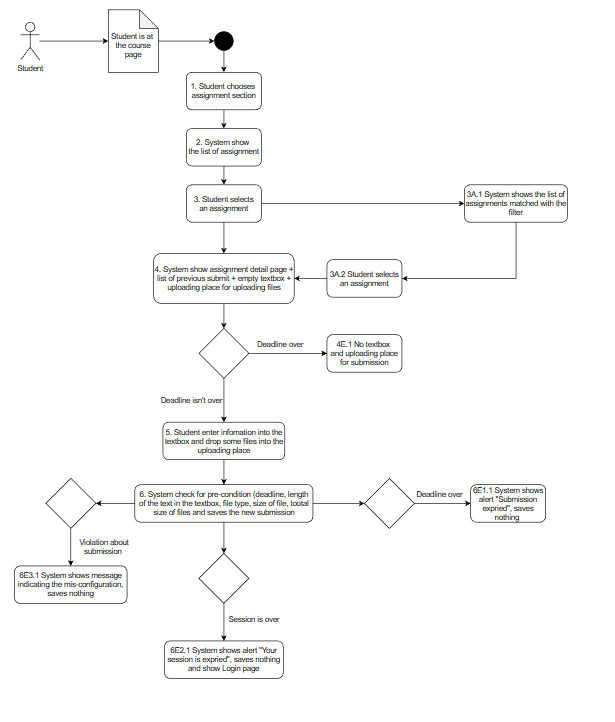 Student is at
the course
page
Student
1. Student chooses
assignment section
2. System show
the list of assignment
3. Student selects
an assignment
3A.1 System shows the list of
assignments matched with the
filter
4. System show assignment detail page +
list of previous submit + empty textbox +
uploading place for uploading files
3A.2 Student selects
an assignment
Deadline over
4E.1 No textbox
and uploading place
for submission
Deadline isn't over
5. Student enter infomation into the
textbox and drop some files into the
uploading place
6. System check for pre-condition (deadline, length
of the text in the textbox, file type, size of file, tootal
size of files and saves the new submission
Deadline over
6E1.1 System shows
alert "Submission
expried", saves
nothing
Violation about
submission
6E3.1 System shows message
indicating the mis-configuration,
saves nothing
Session is over
6E2.1 System shows alert "Your
session is expried", saves nothing
and show Login page